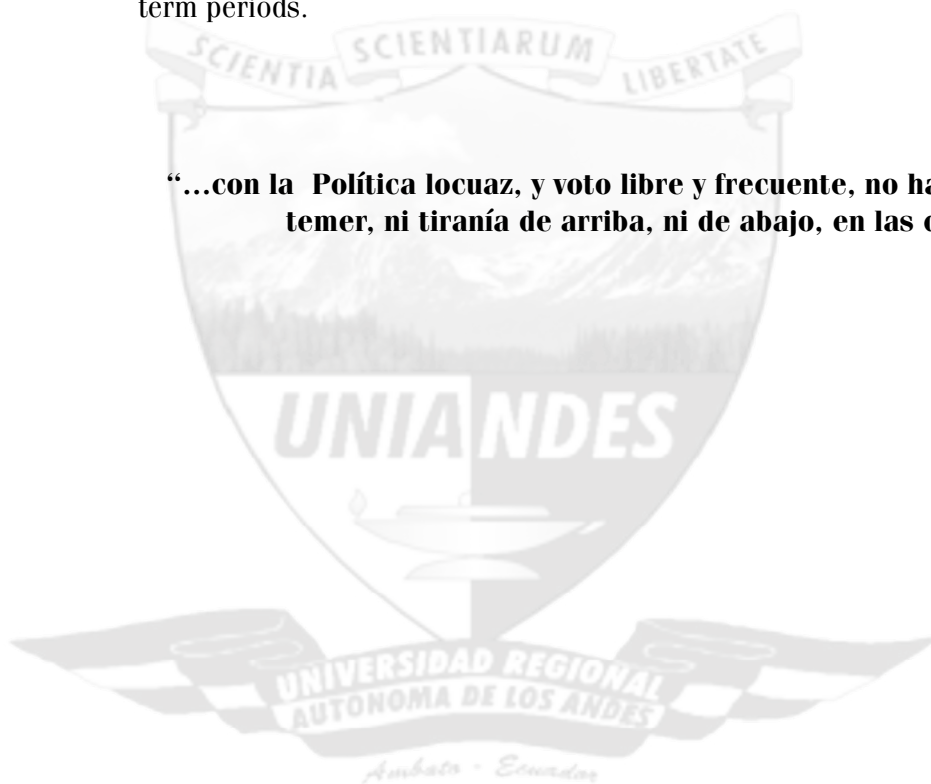 term periods.
SCIENTIA SCIENTIARUM LIBERTATE
“...con la Política locuaz, y voto libre y frecuente, no
temer, ni tiranía de arriba, ni de abajo, en las
UNIANDES
UNIVERSIDAD REGIONAL
AUTONOMA DE LOS ANDES
Ambato - Ecuador